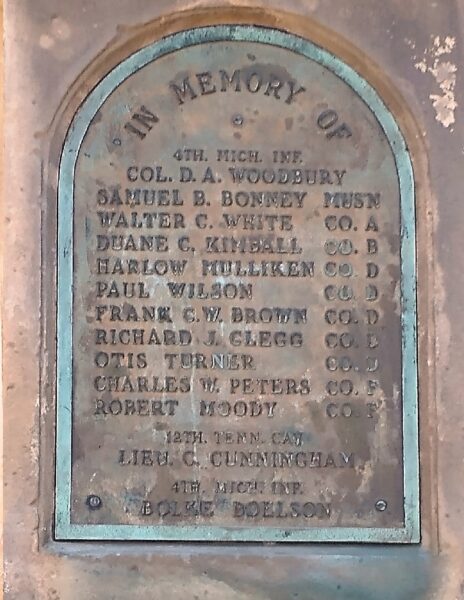 IN MEMORY OF
4TH. MICH. INF.
COL. D. A. WOODBURY
SAMUEL B. BONNEY MUSN
WALTER C. WHITE CO. A
DUANE C. KIMBALL CO. B
HARLOW MULLIKEN CO. D
PAUL WILSON CO. D
FRANK C.W. BROWN CO. D
RICHARD J. CLEGG CO.
OTIS TURNER CO.
CHARLES W. PETERS CO. F
ROBERT MOODY CO. F
12TH. TENN. CAV
LIEU. C. CUNNINGHAM
4TH. MICH. INF.